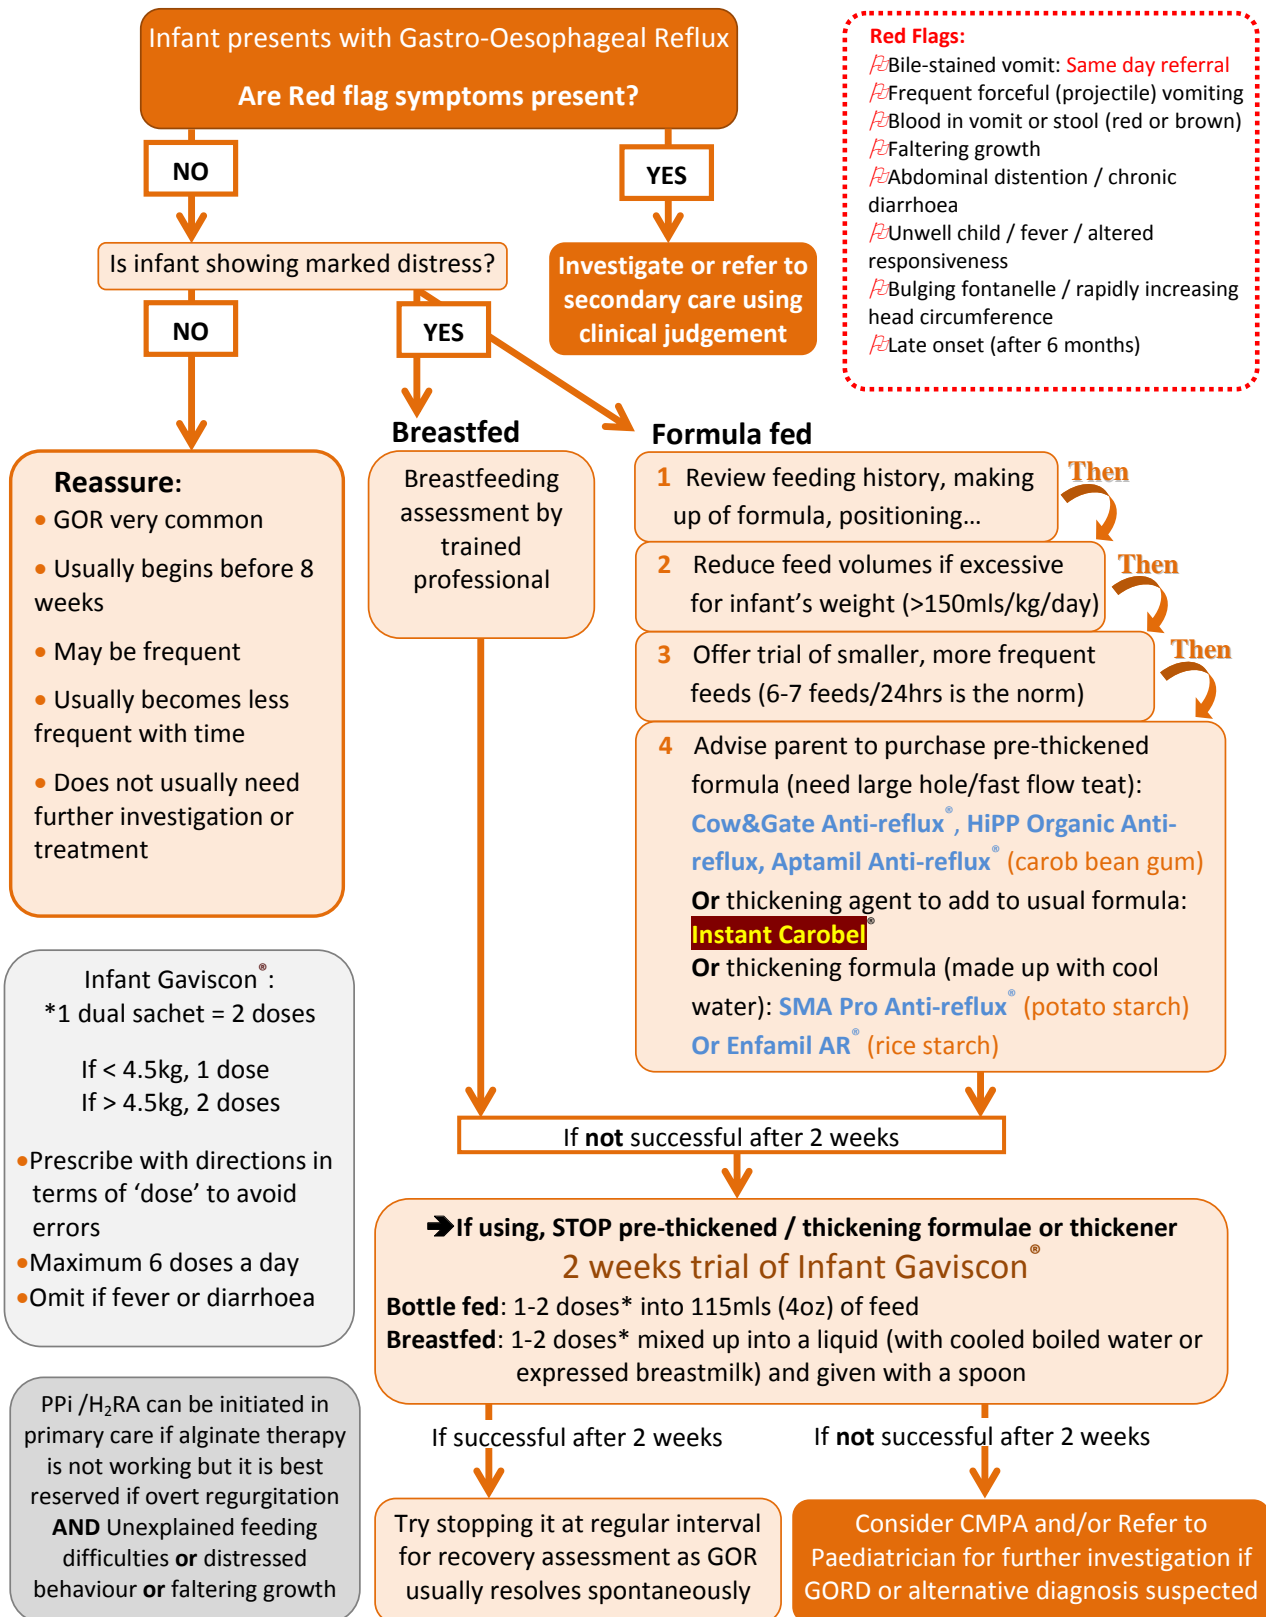 Infant presents with Gastro-Oesophageal Reflux
Are Red flag symptoms present?
Red Flags:
Bile-stained vomit: Same day referral
Frequent forceful (projectile) vomiting
Blood in vomit or stool (red or brown)
Faltering growth
Abdominal distention / chronic
diarrhoea
Unwell child / fever / altered
responsiveness
Bulging fontanelle / rapidly increasing
head circumference
Late onset (after 6 months)
NO
YES
Is infant showing marked distress?
Investigate or refer to
secondary care using
clinical judgement
NO
YES
Reassure:
• GOR very common
• Usually begins before 8
weeks
• May be frequent
• Usually becomes less
frequent with time
• Does not usually need
further investigation or
treatment
Breastfed
Breastfeeding
assessment by
trained
professional
Formula fed
1 Review feeding history, making
up of formula, positioning…
Then
2 Reduce feed volumes if excessive
for infant’s weight (>150mls/kg/day)
Then
3 Offer trial of smaller, more frequent
feeds (6-7 feeds/24hrs is the norm)
Then
4 Advise parent to purchase pre-thickened
formula (need large hole/fast flow teat):
Cow&Gate Anti-reflux®, HiPP Organic Anti-
reflux, Aptamil Anti-reflux® (carob bean gum)
Or thickening agent to add to usual formula:
Instant Carobel®
Or thickening formula (made up with cool
water): SMA Pro Anti-reflux® (potato starch)
Or Enfamil AR® (rice starch)
Infant Gaviscon®:
*1 dual sachet = 2 doses
If < 4.5kg, 1 dose
If > 4.5kg, 2 doses
•Prescribe with directions in
terms of ‘dose’ to avoid
errors
•Maximum 6 doses a day
•Omit if fever or diarrhoea
If not successful after 2 weeks
➔If using, STOP pre-thickened / thickening formulae or thickener
2 weeks trial of Infant Gaviscon®
Bottle fed: 1-2 doses* into 115mls (4oz) of feed
Breastfed: 1-2 doses* mixed up into a liquid (with cooled boiled water or
expressed breastmilk) and given with a spoon
PPi /H₂RA can be initiated in
primary care if alginate therapy
is not working but it is best
reserved if overt regurgitation
AND Unexplained feeding
difficulties or distressed
behaviour or faltering growth
If successful after 2 weeks
If not successful after 2 weeks
Try stopping it at regular interval
for recovery assessment as GOR
usually resolves spontaneously
Consider CMPA and/or Refer to
Paediatrician for further investigation if
GORD or alternative diagnosis suspected